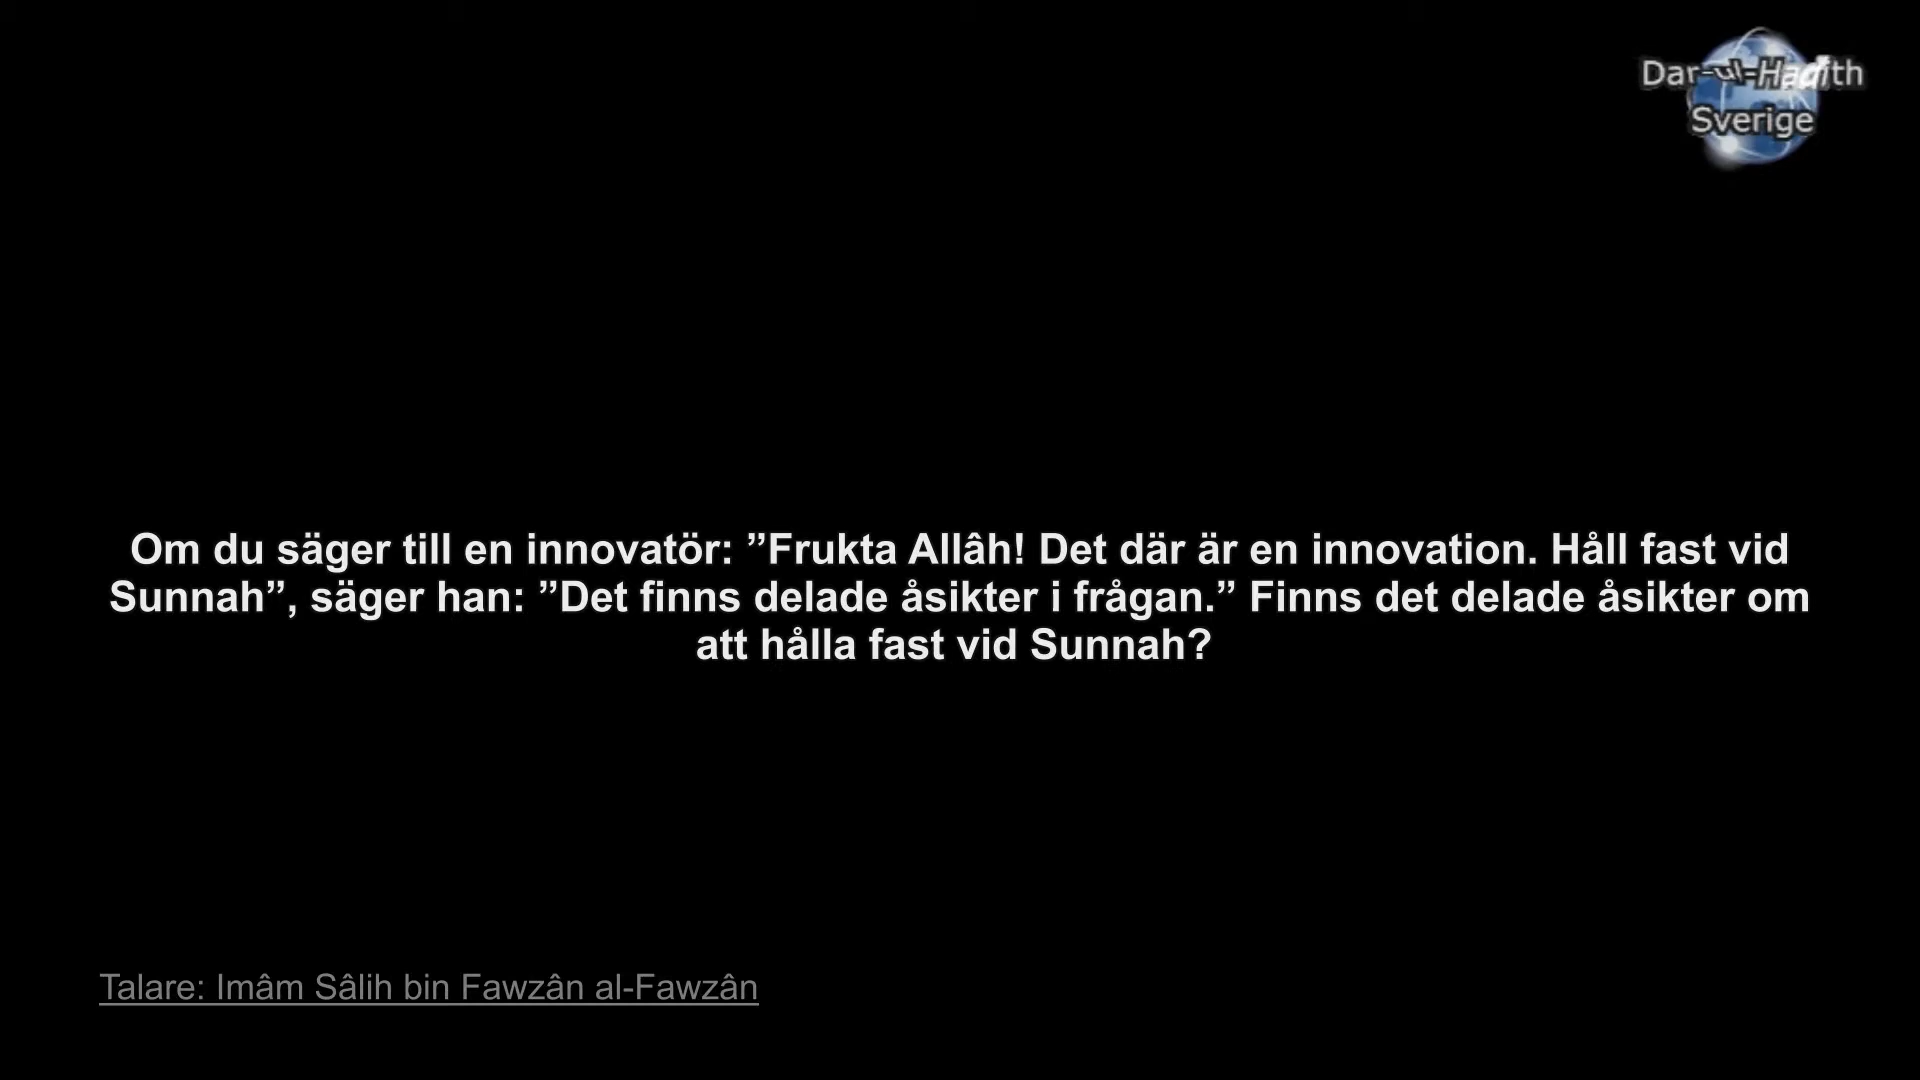 Dar-ul-Hadith
Sverige
Om du säger till en innovatör: ”Frukta Allâh! Det där är en innovation. Håll fast vid
Sunnah”, säger han: ”Det finns delade åsikter i frågan.” Finns det delade åsikter om
att hålla fast vid Sunnah?
Talare: Imâm Sâlih bin Fawzân al-Fawzân